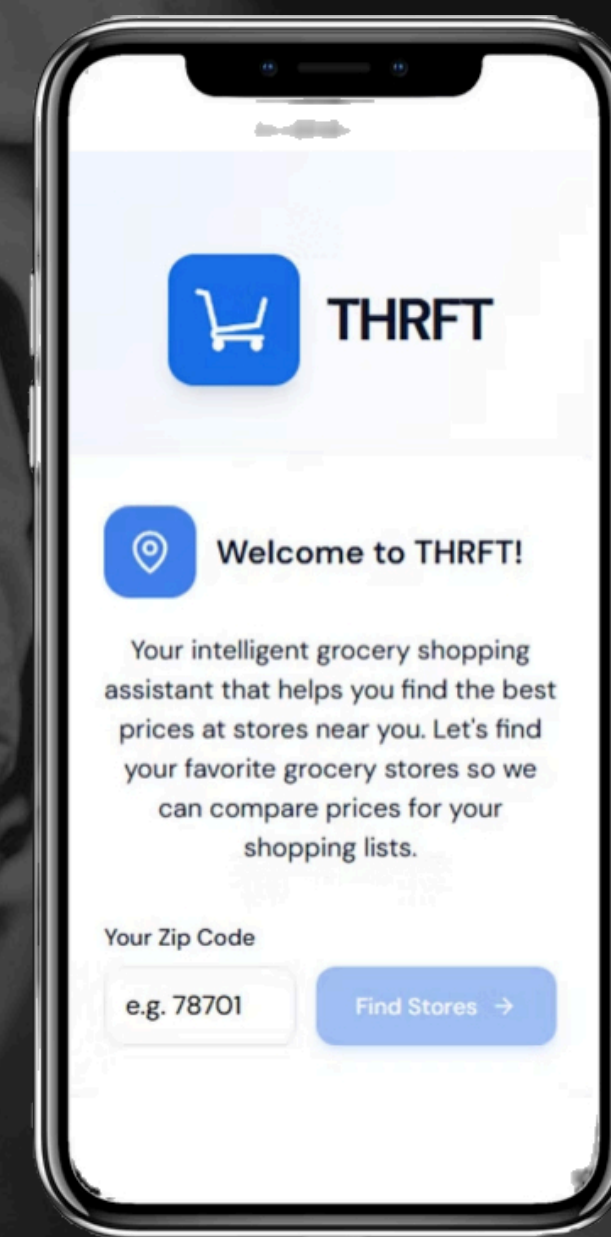 THRFT
Welcome to THRFT!
Your intelligent grocery shopping
assistant that helps you find the best
prices at stores near you. Let's find
your favorite grocery stores so we
can compare prices for your
shopping lists.
Your Zip Code
e.g. 78701
Find Stores →